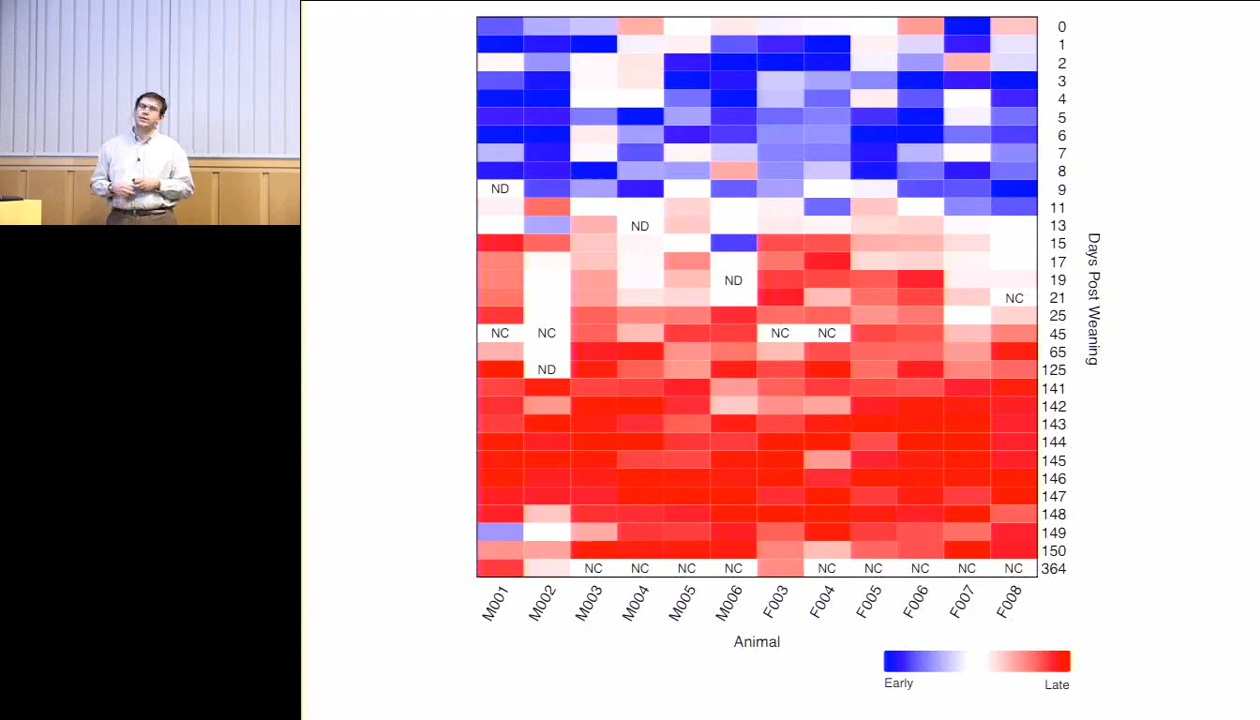 0
1
2
3
4
5
6
7
8
ND 9
11
ND 13
15
17
ND 19
NC 21
25
NC NC NC NC 45
65
ND 125
141
142
143
144
145
146
147
148
149
150
NC NC NC NC NC NC NC NC NC 364
Days Post Weaning
M001 M002 M003 M004 M005 M006 F003 F004 F005 F006 F007 F008
Animal
Early Late